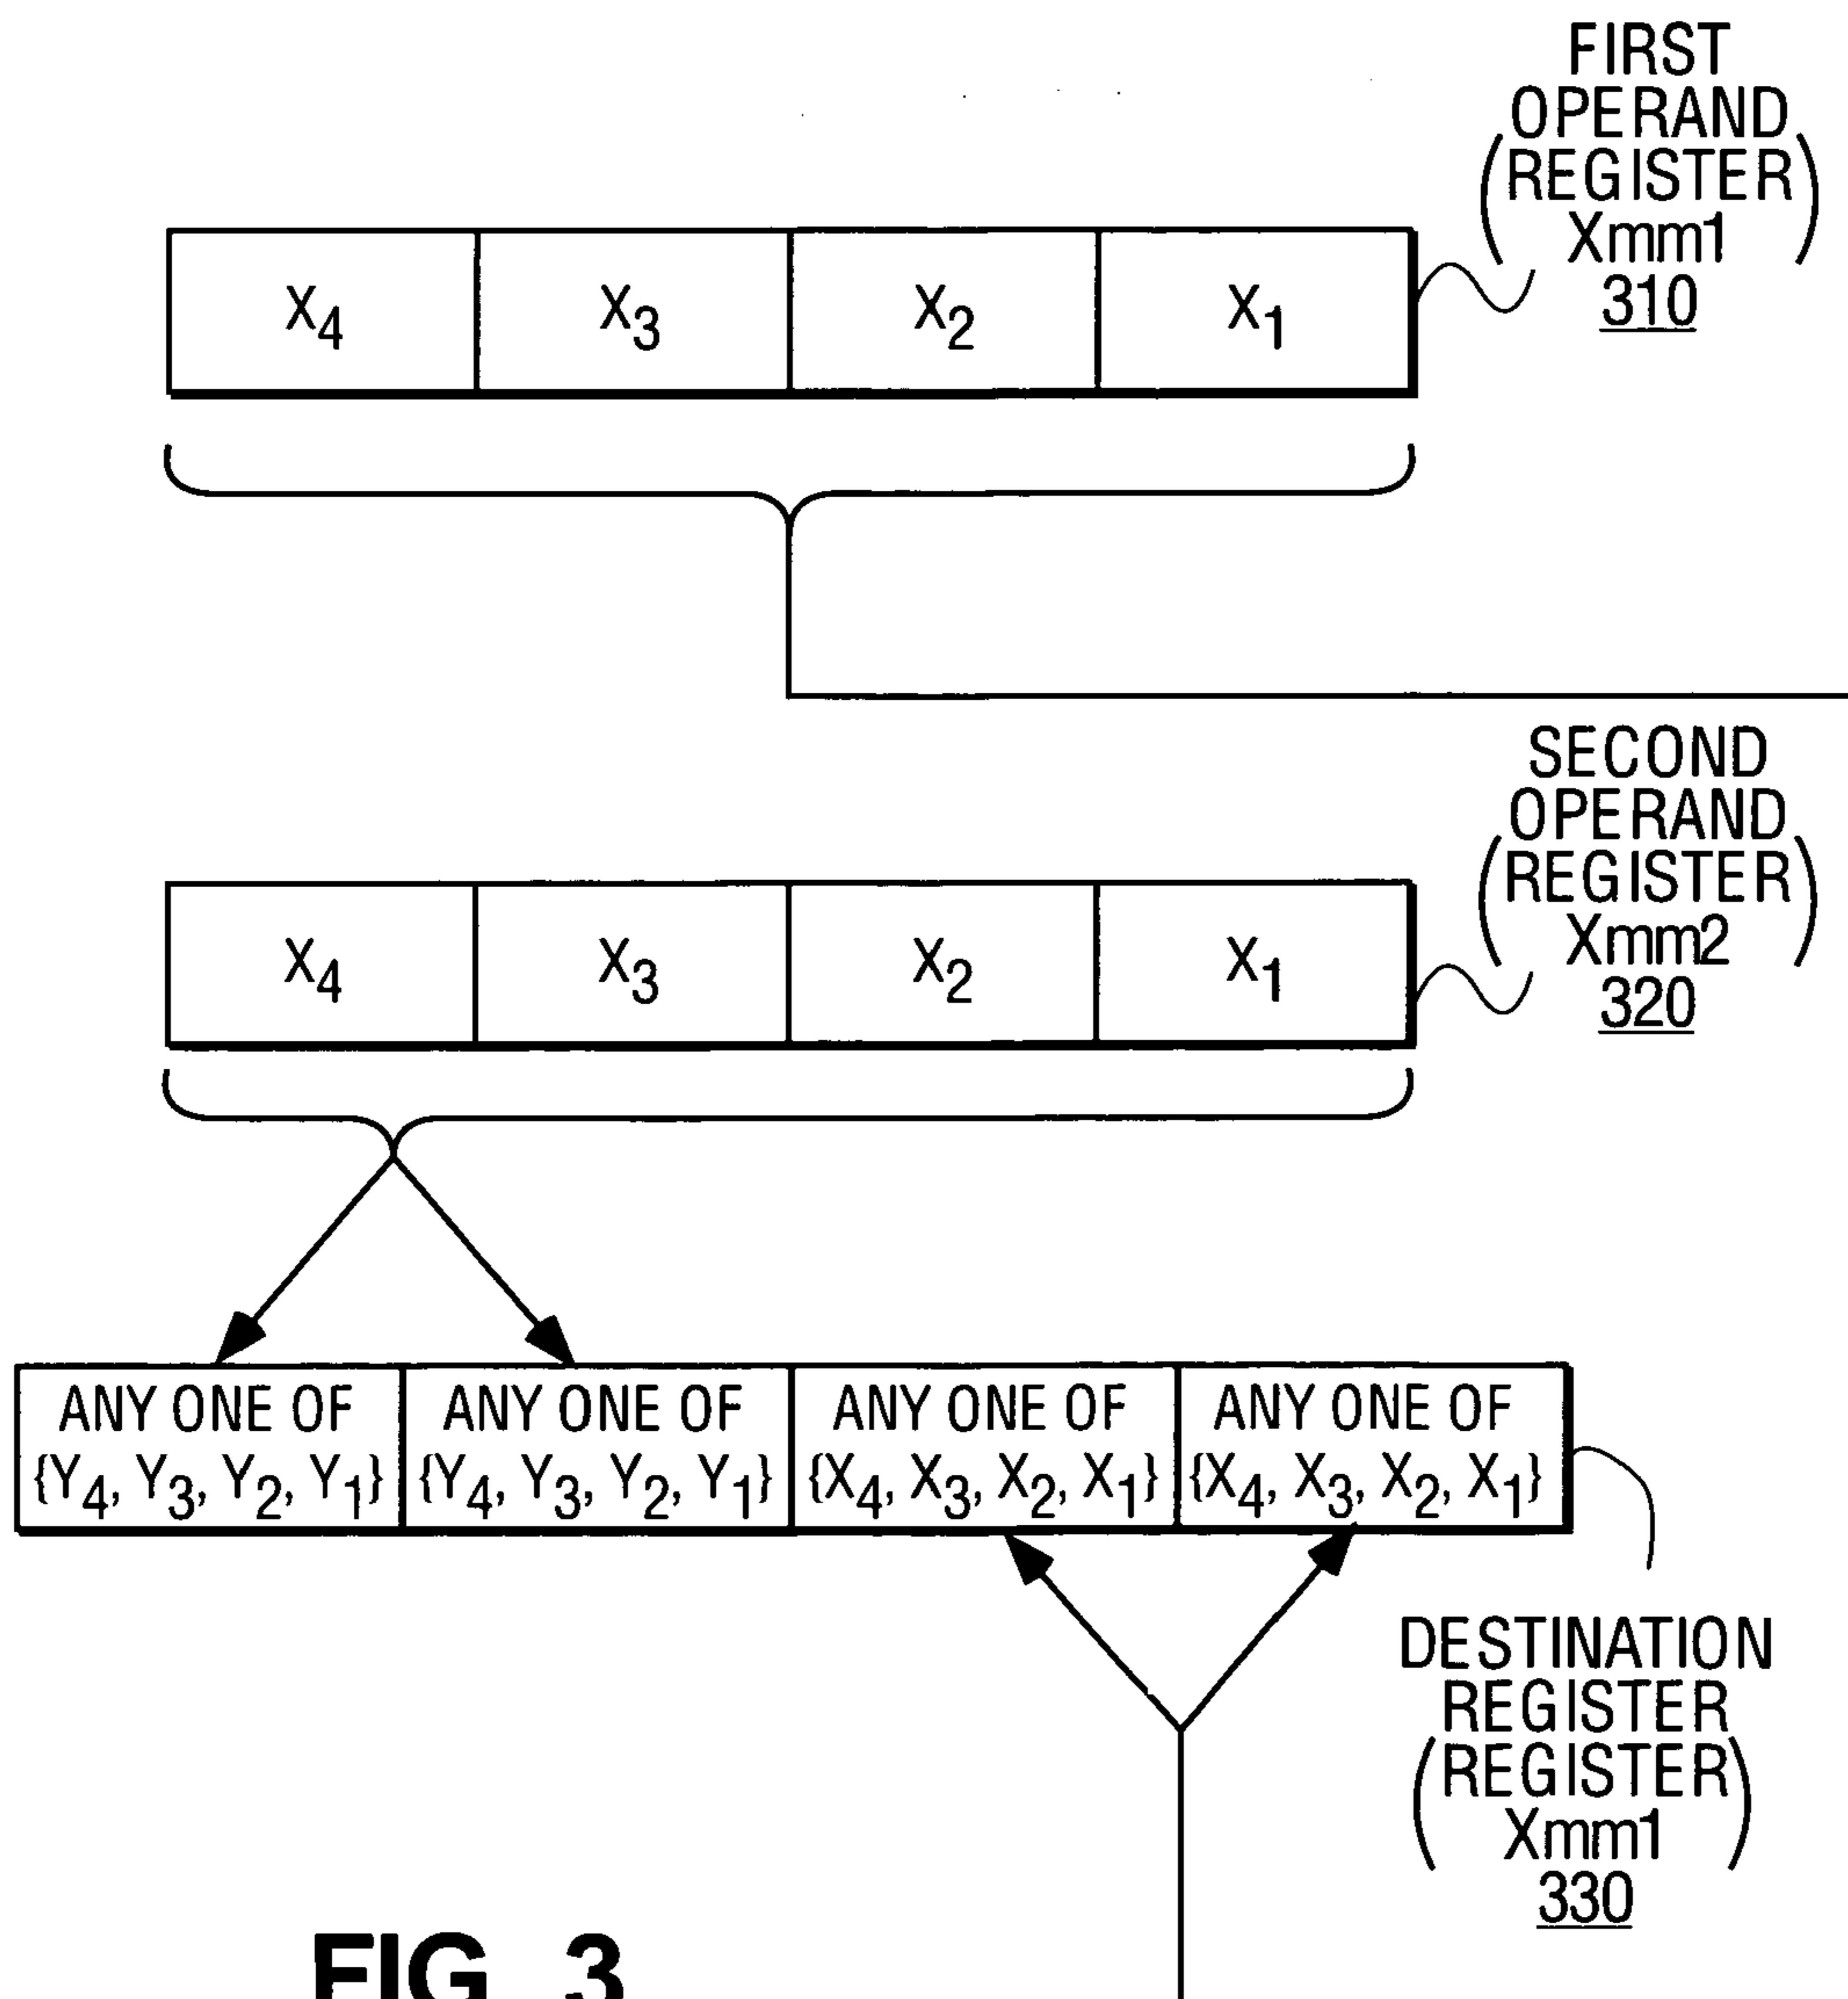 FIRST
OPERAND
(REGISTER
Xmm1)
310
X4 X3 X2 X1
SECOND
OPERAND
(REGISTER
Xmm2)
320
X4 X3 X2 X1
ANY ONE OF {Y4, Y3, Y2, Y1}
ANY ONE OF {Y4, Y3, Y2, Y1}
ANY ONE OF {X4, X3, X2, X1}
ANY ONE OF {X4, X3, X2, X1}
DESTINATION
REGISTER
(REGISTER
Xmm1)
330
FIG. 3